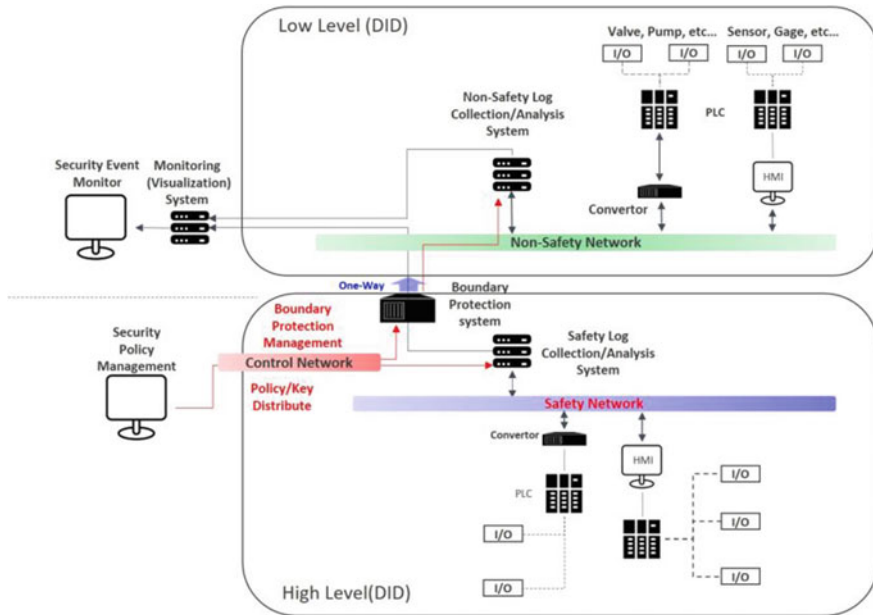 Low Level (DID)
Valve, Pump, etc...
Sensor, Gage, etc...
I/O
I/O
I/O
I/O
Non-Safety Log
Collection/Analysis
System
PLC
Security Event
Monitor
Monitoring
(Visualization)
System
HMI
Convertor
Non-Safety Network
One-Way
Boundary
Protection
system
Boundary
Protection
Management
Security
Policy
Management
Control Network
Safety Log
Collection/Analysis
System
Policy/Key
Distribute
Safety Network
Convertor
HMI
PLC
I/O
I/O
I/O
I/O
I/O
High Level(DID)